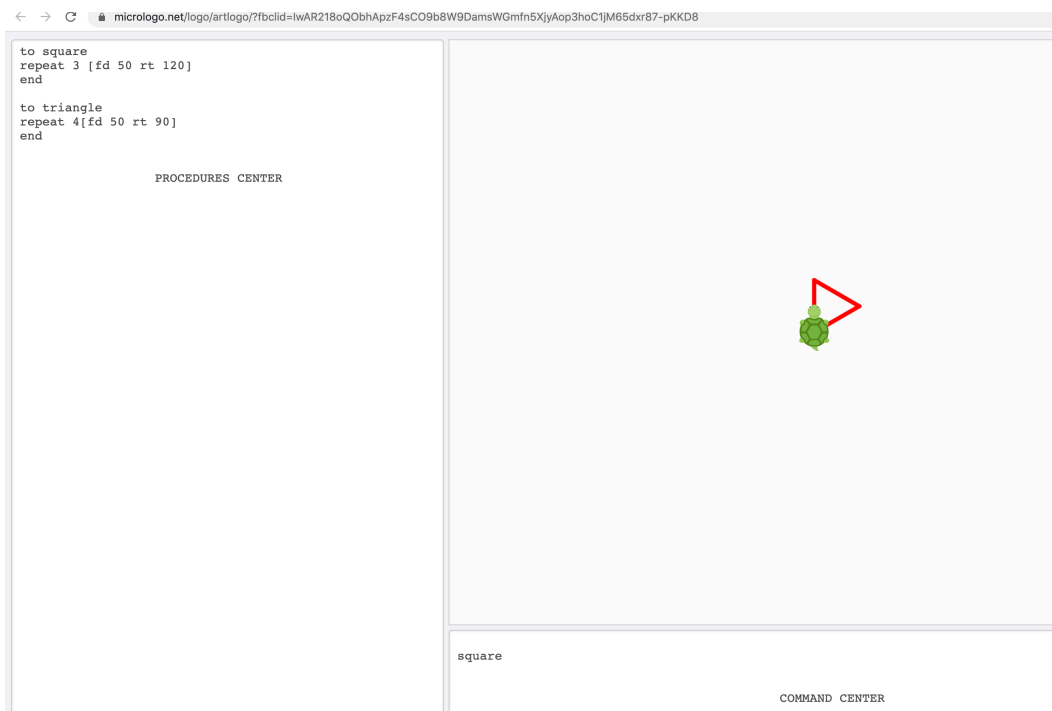 micrologo.net/logo/artlogo/?fbclid=IwAR218oQObhApzF4sCO9b8W9DamsWGmfn5XjyAop3hoC1jM65dxr87-pKKD8
to square
repeat 3 [fd 50 rt 120]
end
to triangle
repeat 4[fd 50 rt 90]
end
PROCEDURES CENTER
square
COMMAND CENTER